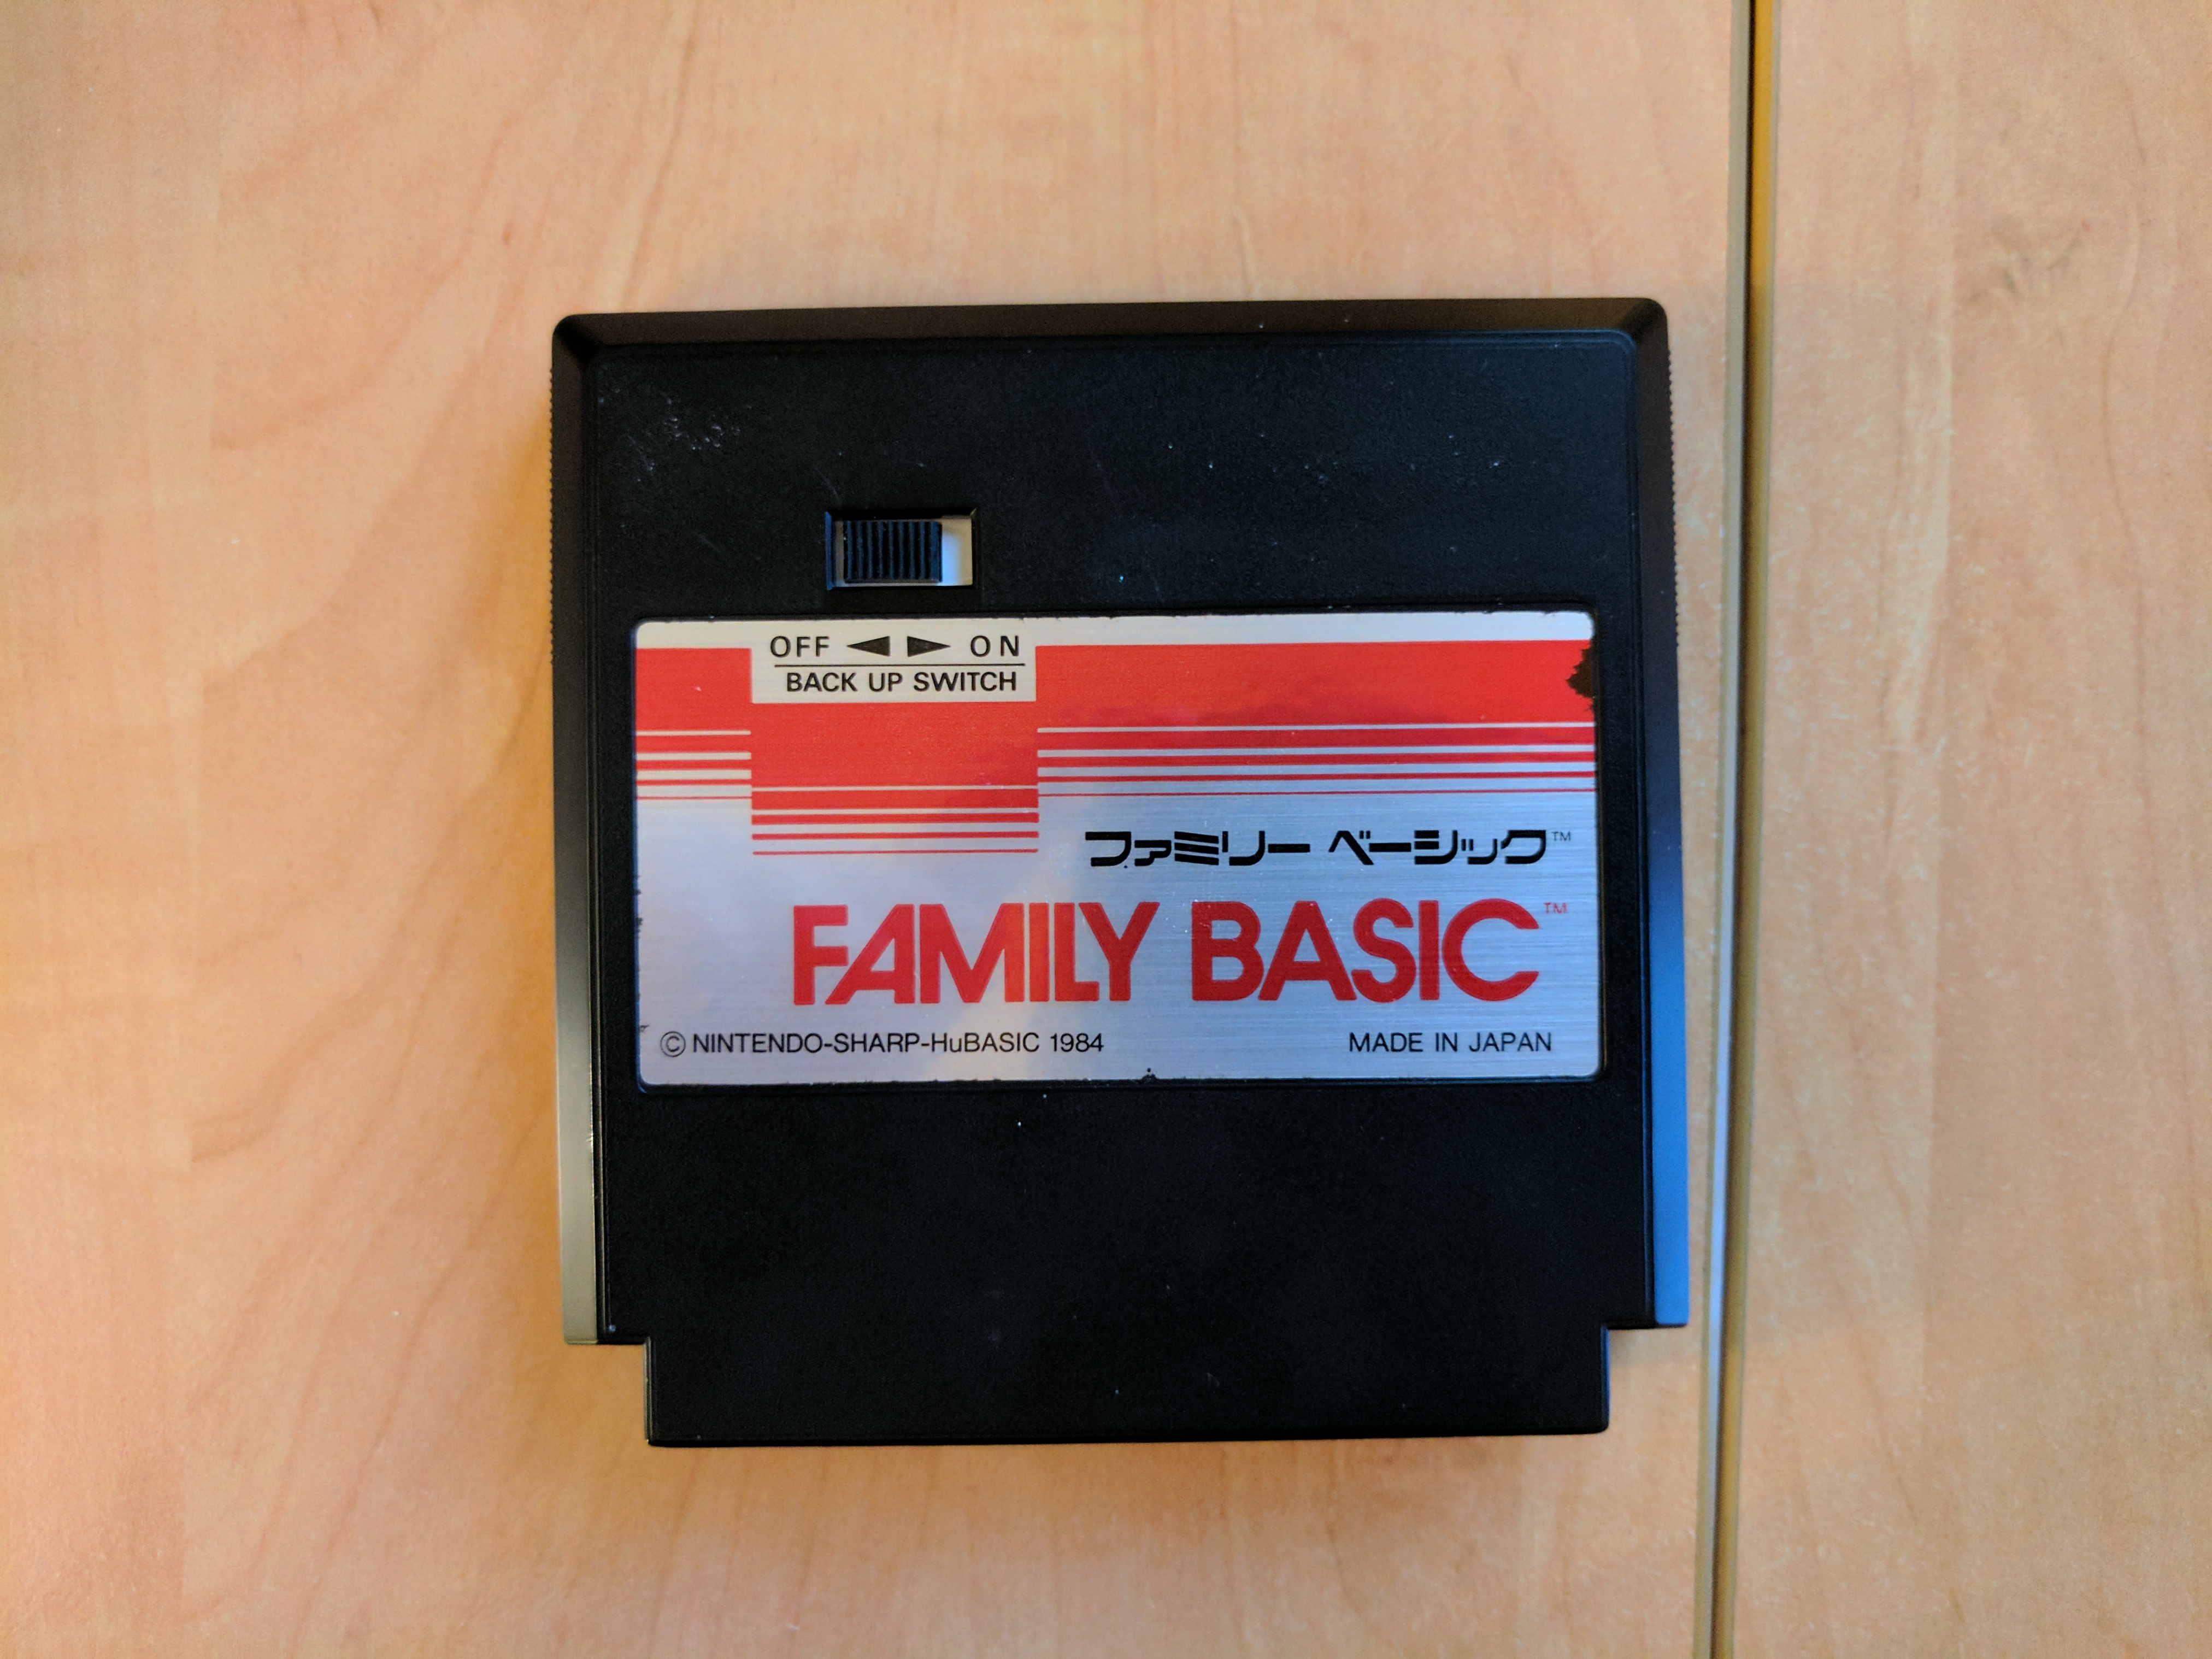 OFF ◀ ▶ ON
BACK UP SWITCH
ファミリー ベーシック™
FAMILY BASIC™
© NINTENDO-SHARP-HuBASIC 1984
MADE IN JAPAN